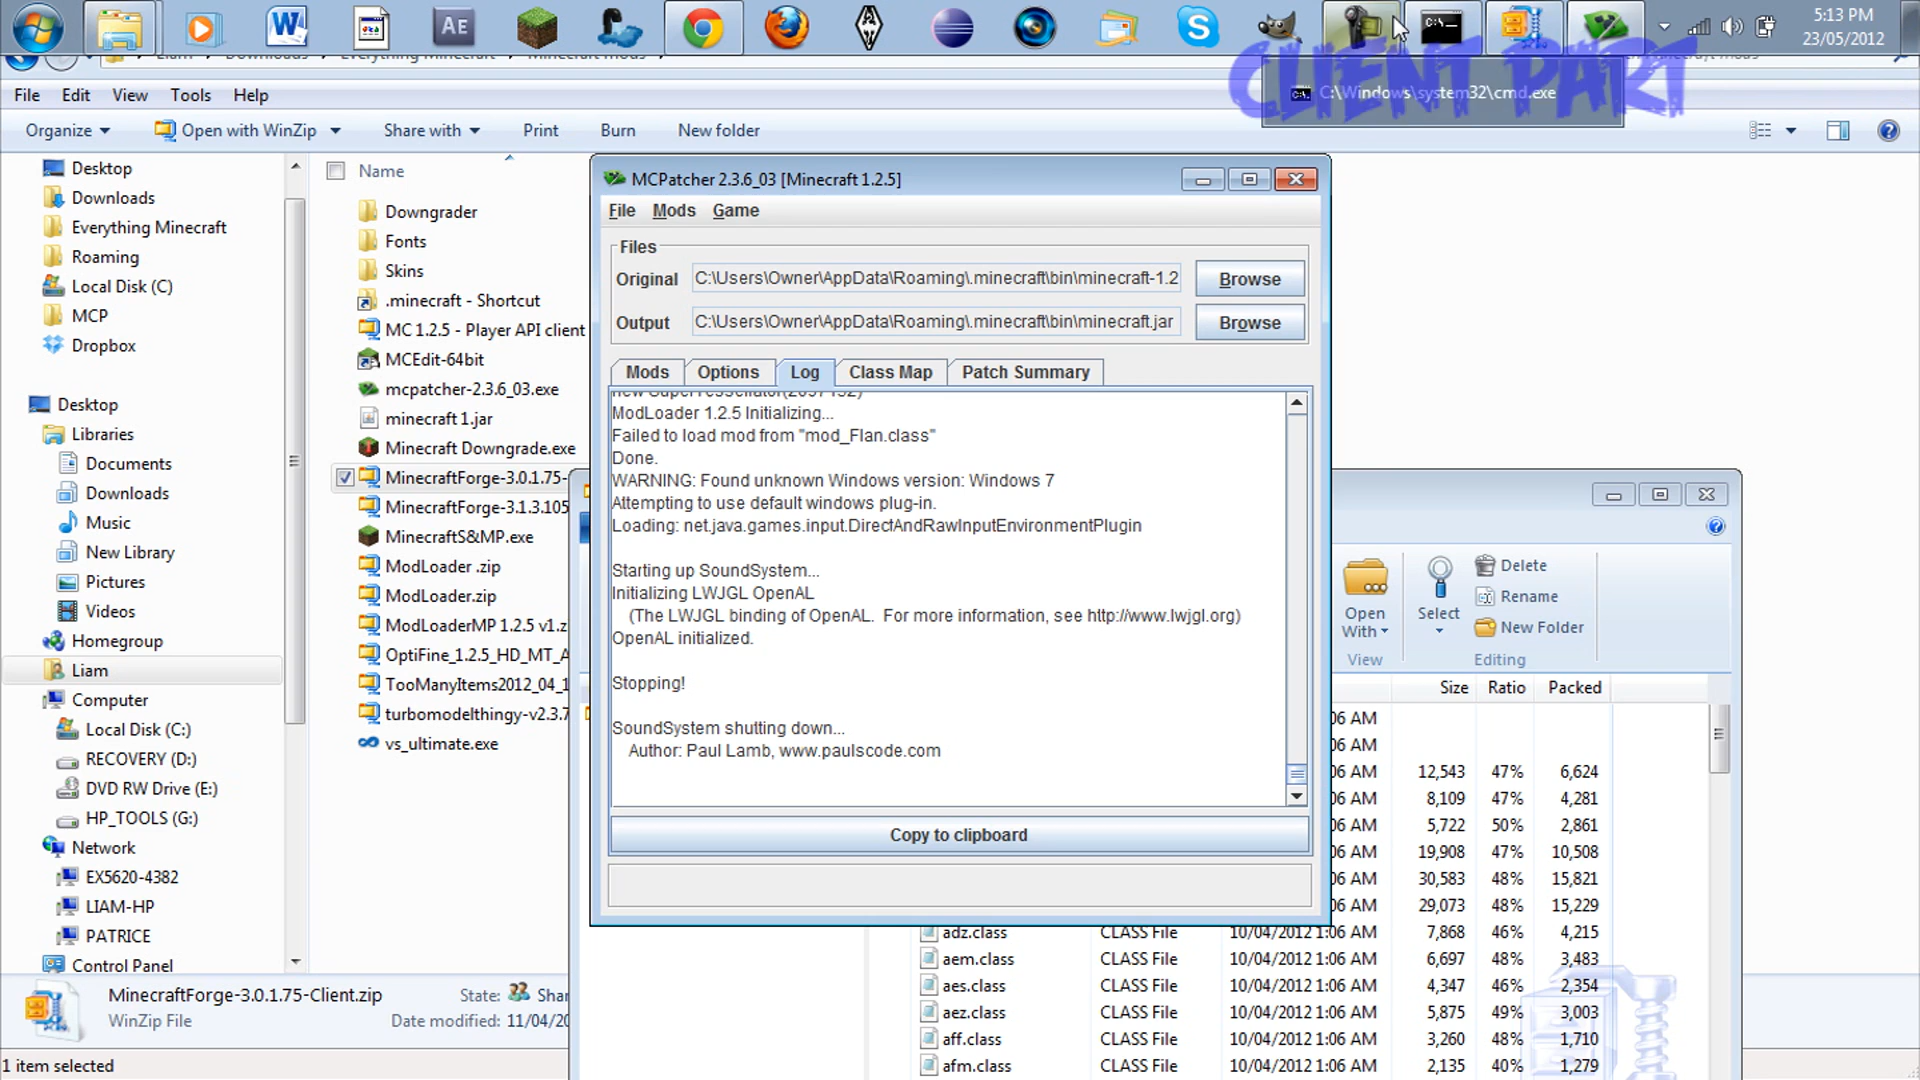 5:13 PM
23/05/2012
CLIENT PART
C:\Windows\system32\cmd.exe
File Edit View Tools Help
Organize Open with WinZip Share with Print Burn New folder
Desktop
Downloads
Everything Minecraft
Roaming
Local Disk (C)
MCP
Dropbox
Desktop
Libraries
Documents
Downloads
Music
New Library
Pictures
Videos
Homegroup
Liam
Computer
Local Disk (C:)
RECOVERY (D:)
DVD RW Drive (E:)
HP_TOOLS (G:)
Network
EX5620-4382
LIAM-HP
PATRICE
Control Panel
Name
Downgrader
Fonts
Skins
.minecraft - Shortcut
MC 1.2.5 - Player API client
MCEdit-64bit
mcpatcher-2.3.6_03.exe
minecraft 1.jar
Minecraft Downgrade.exe
MinecraftForge-3.0.1.75-
MinecraftForge-3.1.3.105
MinecraftS&MP.exe
ModLoader .zip
ModLoader.zip
ModLoaderMP 1.2.5 v1.z
OptiFine_1.2.5_HD_MT_A
TooManyItems2012_04_1
turbomodelthingy-v2.3.7
vs_ultimate.exe
MCPatcher 2.3.6_03 [Minecraft 1.2.5]
File Mods Game
Files
Original C:\Users\Owner\AppData\Roaming\.minecraft\bin\minecraft-1.2 Browse
Output C:\Users\Owner\AppData\Roaming\.minecraft\bin\minecraft.jar Browse
Mods Options Log Class Map Patch Summary
ModLoader 1.2.5 Initializing...
Failed to load mod from "mod_Flan.class"
Done.
WARNING: Found unknown Windows version: Windows 7
Attempting to use default windows plug-in.
Loading: net.java.games.input.DirectAndRawInputEnvironmentPlugin
Starting up SoundSystem...
Initializing LWJGL OpenAL
(The LWJGL binding of OpenAL. For more information, see http://www.lwjgl.org)
OpenAL initialized.
Stopping!
SoundSystem shutting down...
Author: Paul Lamb, www.paulscode.com
Copy to clipboard
Open With
View
Select
Delete
Rename
New Folder
Editing
Size Ratio Packed
06 AM
06 AM
06 AM 12,543 47% 6,624
06 AM 8,109 47% 4,281
06 AM 5,722 50% 2,861
06 AM 19,908 47% 10,508
06 AM 30,583 48% 15,821
06 AM 29,073 48% 15,229
adz.class CLASS File 10/04/2012 1:06 AM 7,868 46% 4,215
aem.class CLASS File 10/04/2012 1:06 AM 6,697 48% 3,483
aes.class CLASS File 10/04/2012 1:06 AM 4,347 46% 2,354
aez.class CLASS File 10/04/2012 1:06 AM 5,875 49% 3,003
aff.class CLASS File 10/04/2012 1:06 AM 3,260 48% 1,710
afm.class CLASS File 10/04/2012 1:06 AM 2,135 40% 1,279
MinecraftForge-3.0.1.75-Client.zip State: Shar
WinZip File Date modified: 11/04/20
1 item selected